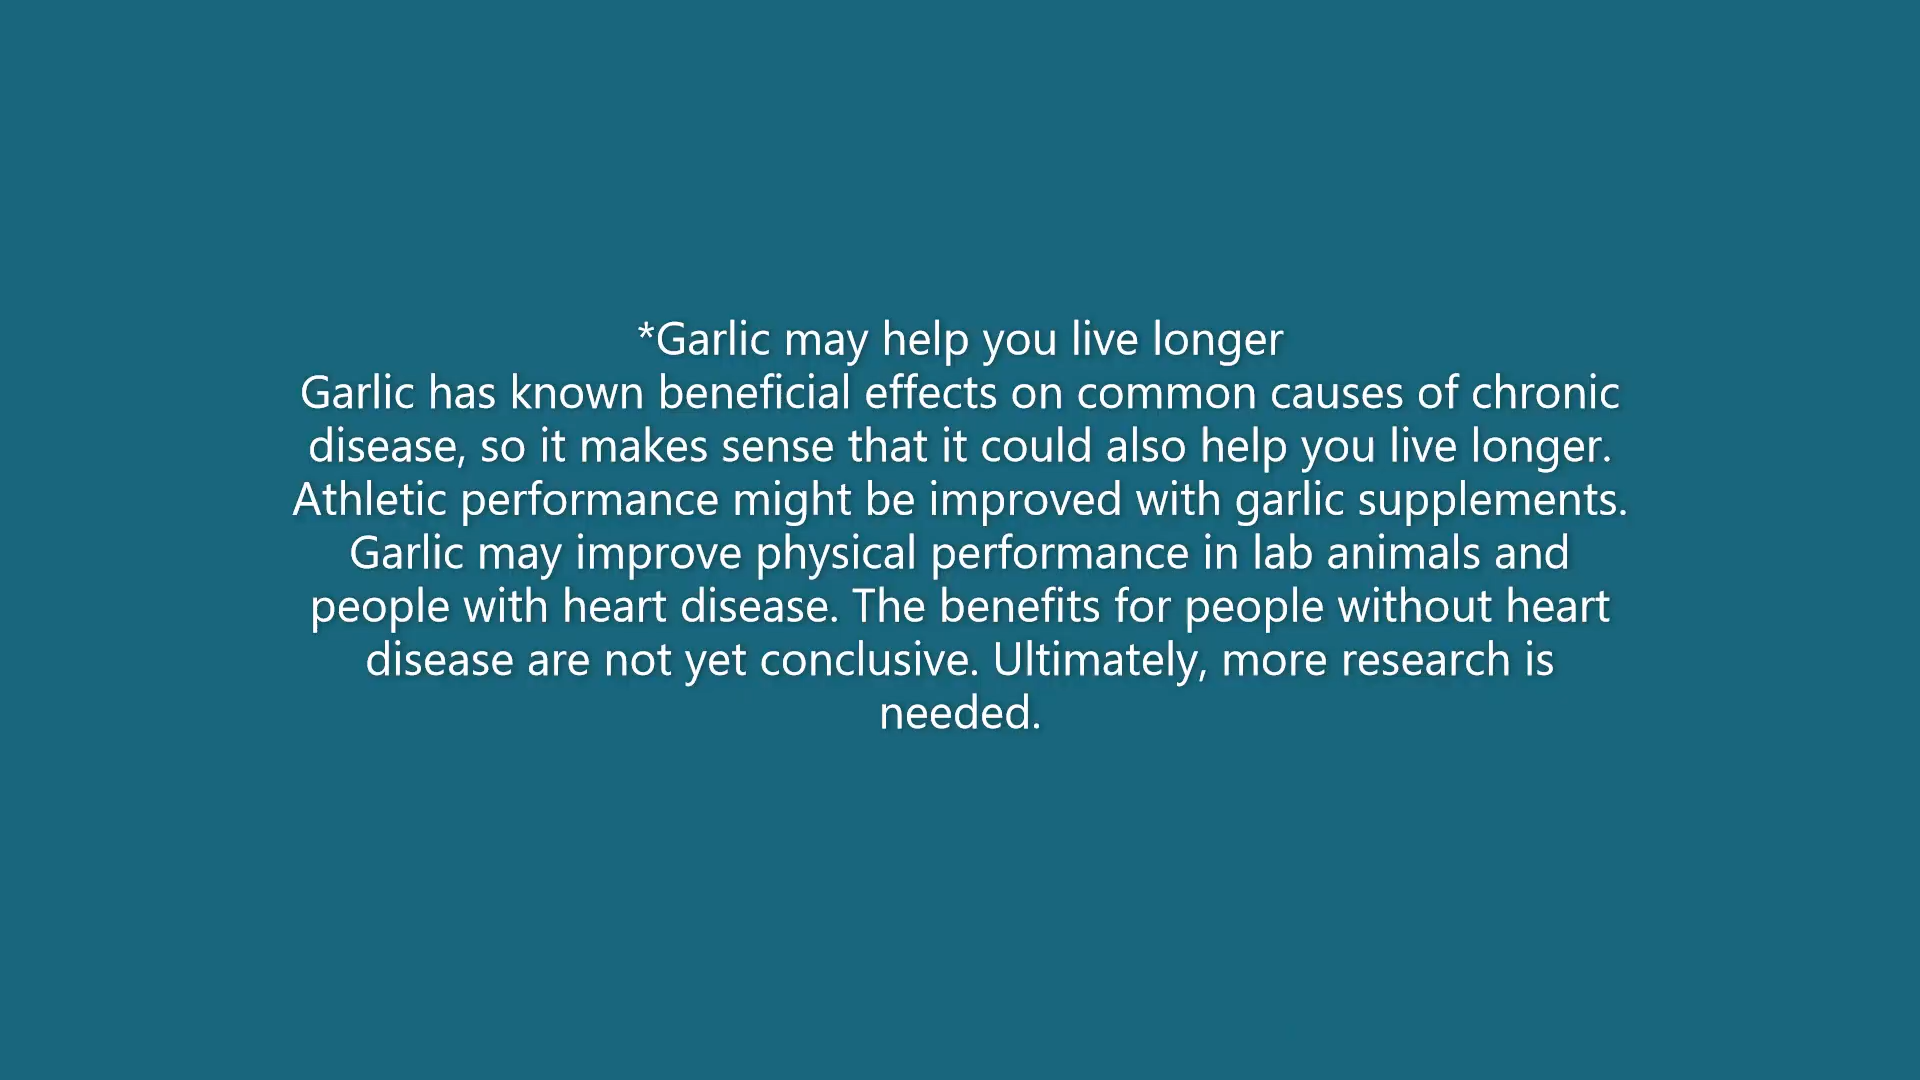 *Garlic may help you live longer
Garlic has known beneficial effects on common causes of chronic
disease, so it makes sense that it could also help you live longer.
Athletic performance might be improved with garlic supplements.
Garlic may improve physical performance in lab animals and
people with heart disease. The benefits for people without heart
disease are not yet conclusive. Ultimately, more research is
needed.